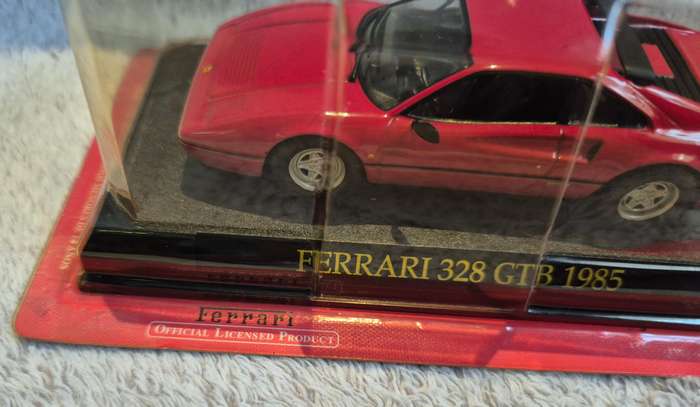 FERRARI 328 GTB 1985
Ferrari
OFFICIAL LICENSED PRODUCT